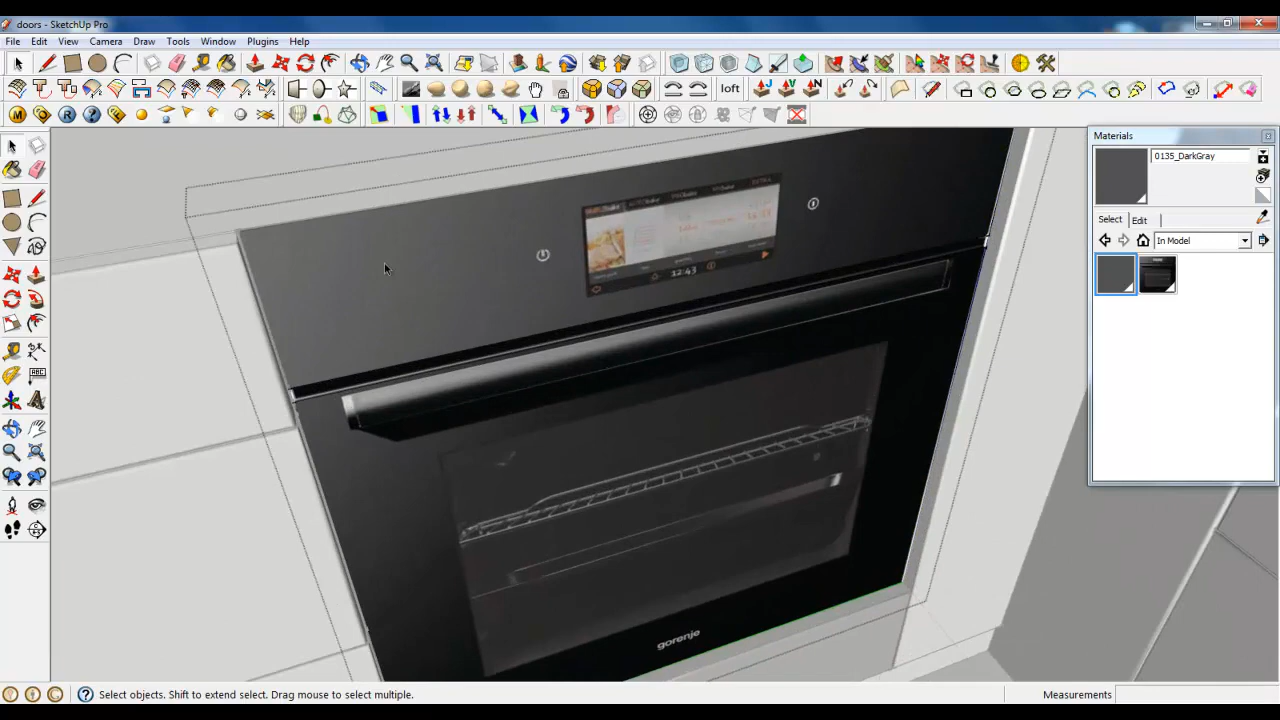 doors - SketchUp Pro
File Edit View Camera Draw Tools Window Plugins Help
loft
Materials
0135_DarkGray
Select Edit
In Model
12:43
gorenje
Select objects. Shift to extend select. Drag mouse to select multiple.
Measurements